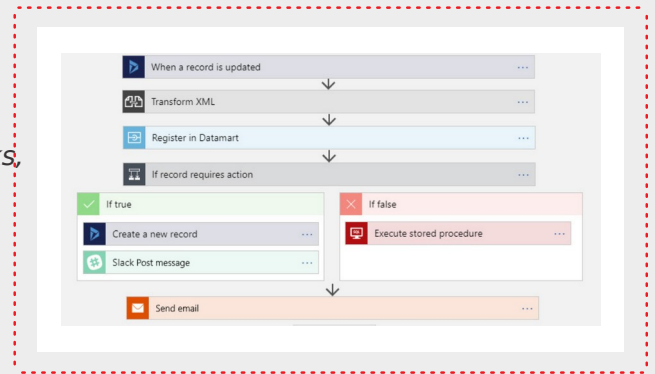 When a record is updated
Transform XML
Register in Datamart
If record requires action
If true
Create a new record
Slack Post message
If false
Execute stored procedure
Send email